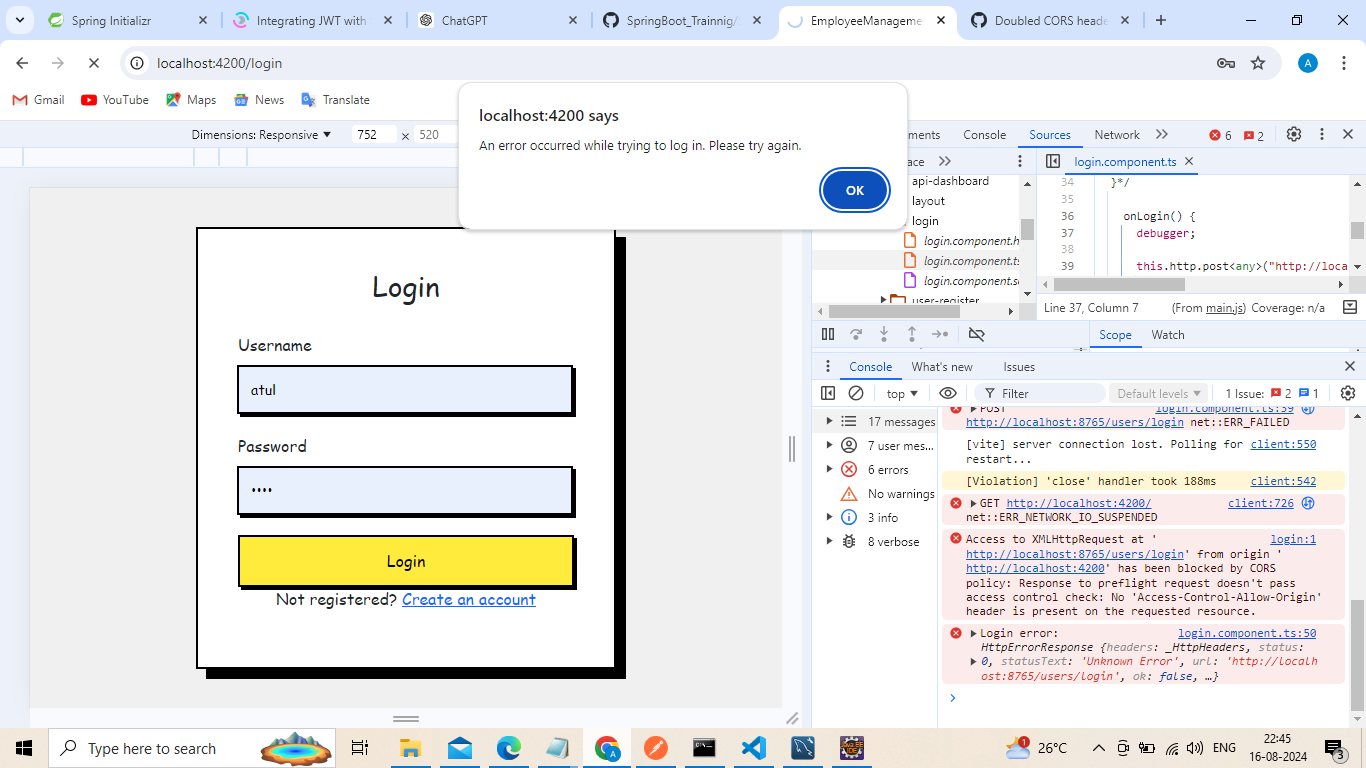 Spring Initializr
Integrating JWT with
ChatGPT
SpringBoot_Trainnig/
EmployeeManageme
Doubled CORS heade
localhost:4200/login
A
Gmail
YouTube
Maps
News
Translate
localhost:4200 says
An error occurred while trying to log in. Please try again.
OK
Dimensions: Responsive
752
×
520
ments
Console
Sources
Network
6
2
ace
login.component.ts
api-dashboard
layout
login
login.component.h
login.component.ts
login.component.sc
user-register
34 }*/
35
36 onLogin() {
37 debugger;
38
39 this.http.post<any>("http://loca
Line 37, Column 7
(From main.js) Coverage: n/a
Scope
Watch
Login
Username
atul
Password
••••
Login
Not registered? Create an account
Console
What's new
Issues
top
Filter
Default levels
1 Issue: 2 1
17 messages
7 user mes...
6 errors
No warnings
3 info
8 verbose
POST login.component.ts:39
http://localhost:8765/users/login net::ERR_FAILED
[vite] server connection lost. Polling for client:550
restart...
[Violation] 'close' handler took 188ms client:542
GET http://localhost:4200/ client:726
net::ERR_NETWORK_IO_SUSPENDED
Access to XMLHttpRequest at ' login:1
http://localhost:8765/users/login' from origin '
http://localhost:4200' has been blocked by CORS
policy: Response to preflight request doesn't pass
access control check: No 'Access-Control-Allow-Origin'
header is present on the requested resource.
Login error: login.component.ts:50
HttpErrorResponse {headers: _HttpHeaders, status:
0, statusText: 'Unknown Error', url: 'http://localh
ost:8765/users/login', ok: false, …}
Type here to search
1
26°C
ENG
22:45
16-08-2024
3